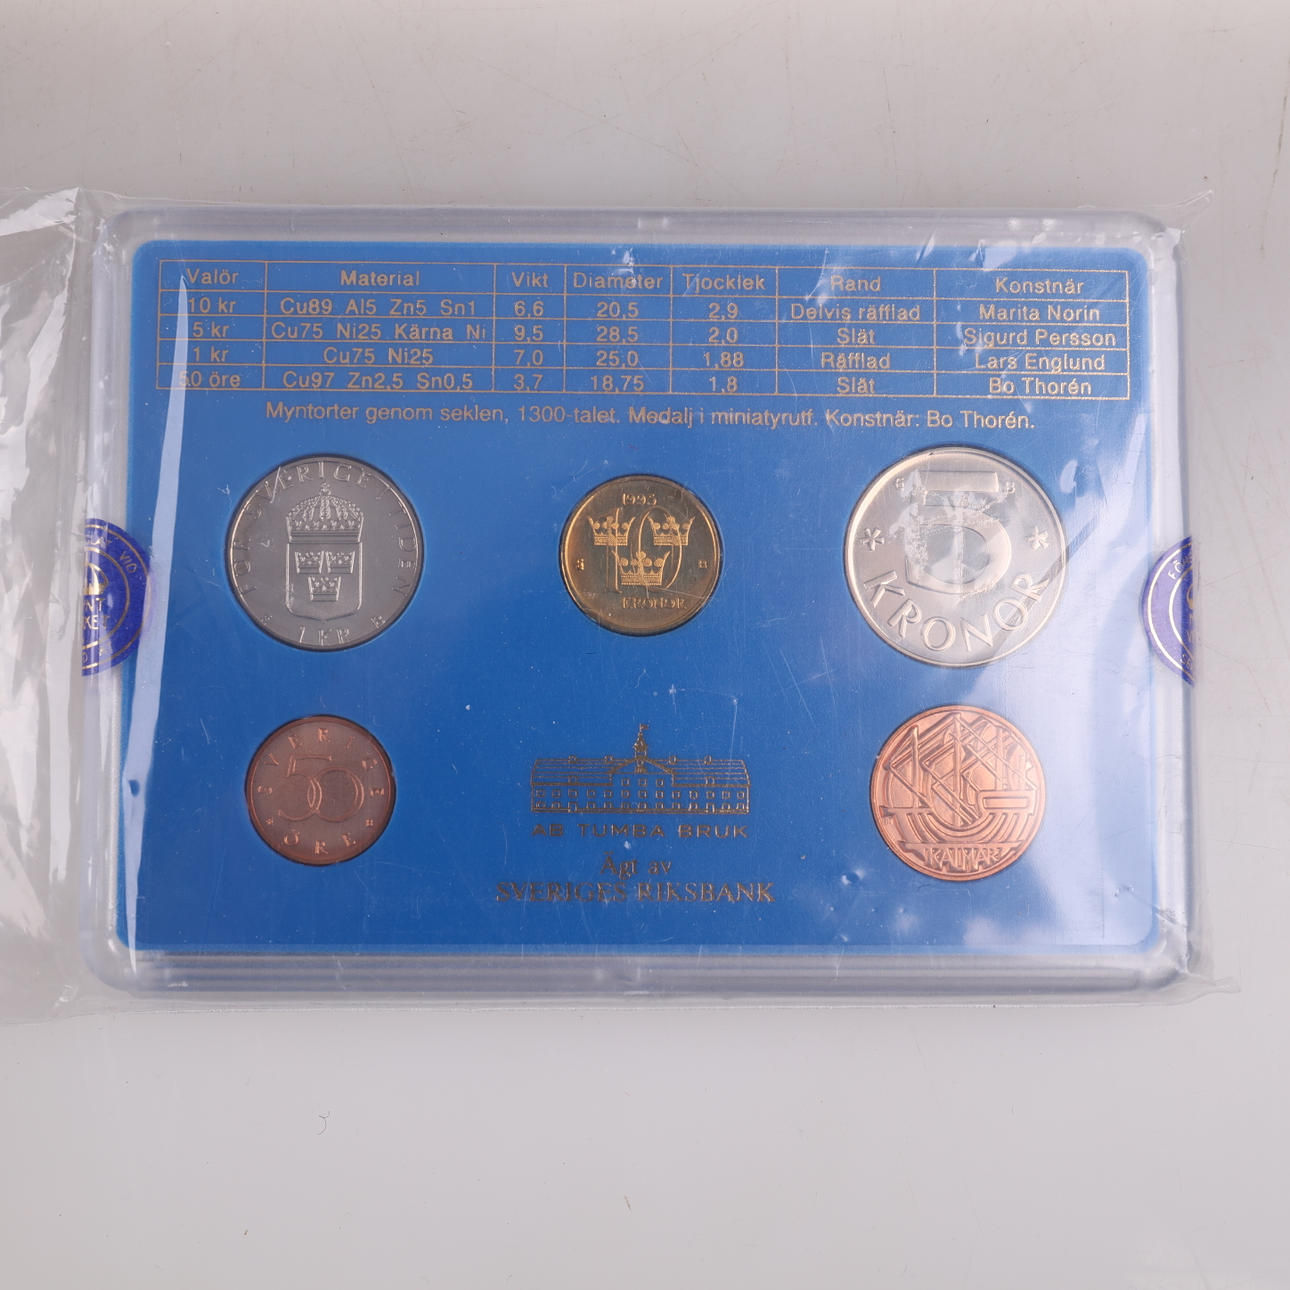 Valör Material Vikt Diameter Tjocklek Rand Konstnär
10 kr Cu89 Al5 Zn5 Sn1 6,6 20,5 2,9 Delvis räfflad Marita Norin
5 kr Cu75 Ni25 Kärna Ni 9,5 28,5 2,0 Slät Sigurd Persson
1 kr Cu75 Ni25 7,0 25,0 1,88 Räfflad Lars Englund
50 öre Cu97 Zn2,5 Sn0,5 3,7 18,75 1,8 Slät Bo Thorén
Myntorter genom seklen, 1300-talet. Medalj i miniatyruff. Konstnär: Bo Thorén.
FÖR SVERIGE I TIDEN
1 KR
1995
10
KRONOR
S B
5
KRONOR
SVERIGE
50
ÖRE
AB TUMBA BRUK
Ägt av
SVERIGES RIKSBANK
KALMAR